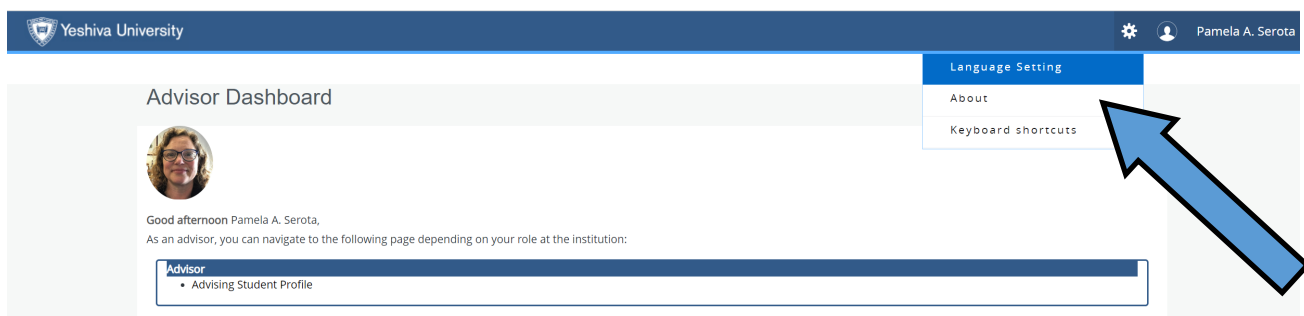 Yeshiva University
Pamela A. Serota
Language Setting
About
Keyboard shortcuts
Advisor Dashboard
Good afternoon Pamela A. Serota,
As an advisor, you can navigate to the following page depending on your role at the institution:
Advisor
• Advising Student Profile